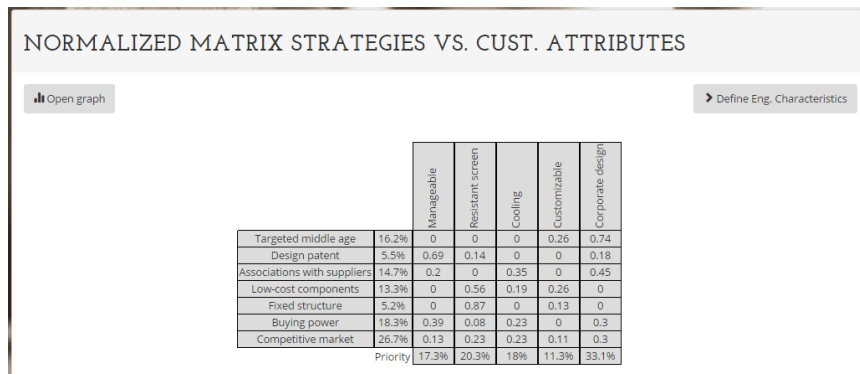 NORMALIZED MATRIX STRATEGIES VS. CUST. ATTRIBUTES
Open graph
Define Eng. Characteristics
Manageable Resistant screen Cooling Customizable Corporate design
Targeted middle age 16.2% 0 0 0 0.26 0.74
Design patent 5.5% 0.69 0.14 0 0 0.18
Associations with suppliers 14.7% 0.2 0 0.35 0 0.45
Low-cost components 13.3% 0 0.56 0.19 0.26 0
Fixed structure 5.2% 0 0.87 0 0.13 0
Buying power 18.3% 0.39 0.08 0.23 0 0.3
Competitive market 26.7% 0.13 0.23 0.23 0.11 0.3
Priority 17.3% 20.3% 18% 11.3% 33.1%